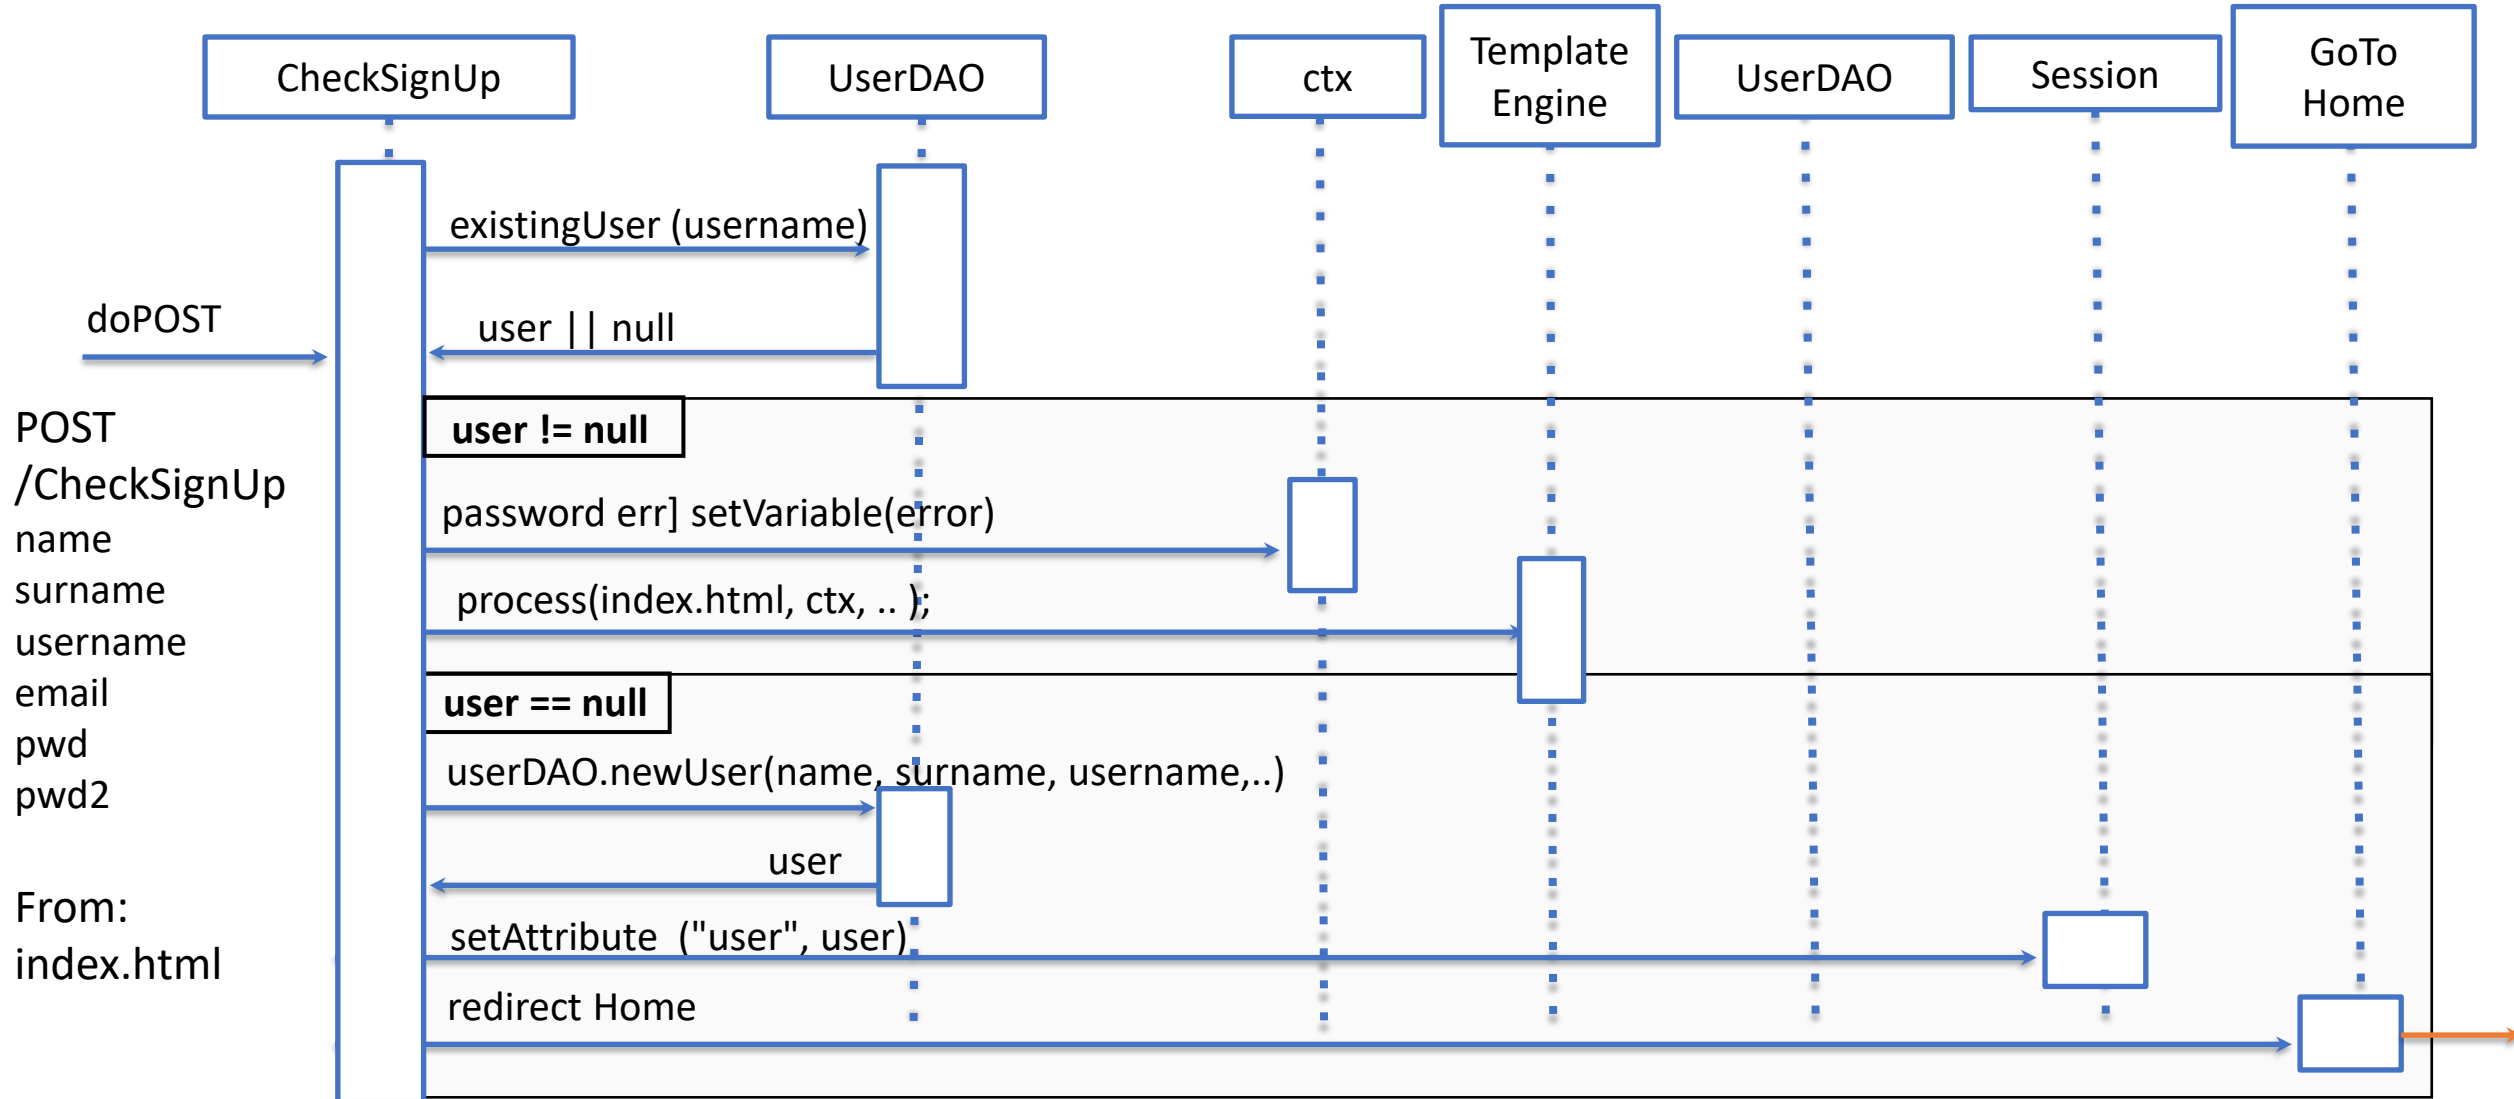 CheckSignUp
UserDAO
ctx
Template
Engine
UserDAO
Session
GoTo
Home
existingUser (username)
doPOST
user || null
POST
/CheckSignUp
name
surname
username
email
pwd
pwd2
From:
index.html
user != null
password err] setVariable(error)
process(index.html, ctx, .. );
user == null
userDAO.newUser(name, surname, username,..)
user
setAttribute ("user", user)
redirect Home